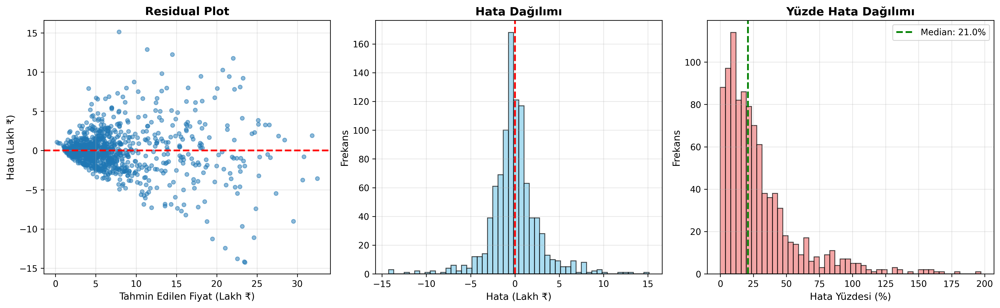 Residual Plot
15
10
5
0
−5
−10
−15
Hata (Lakh ₹)
0 5 10 15 20 25 30
Tahmin Edilen Fiyat (Lakh ₹)
Hata Dağılımı
160
140
120
100
80
60
40
20
0
Frekans
−15 −10 −5 0 5 10 15
Hata (Lakh ₹)
Yüzde Hata Dağılımı
Median: 21.0%
100
80
60
40
20
0
Frekans
0 25 50 75 100 125 150 175 200
Hata Yüzdesi (%)